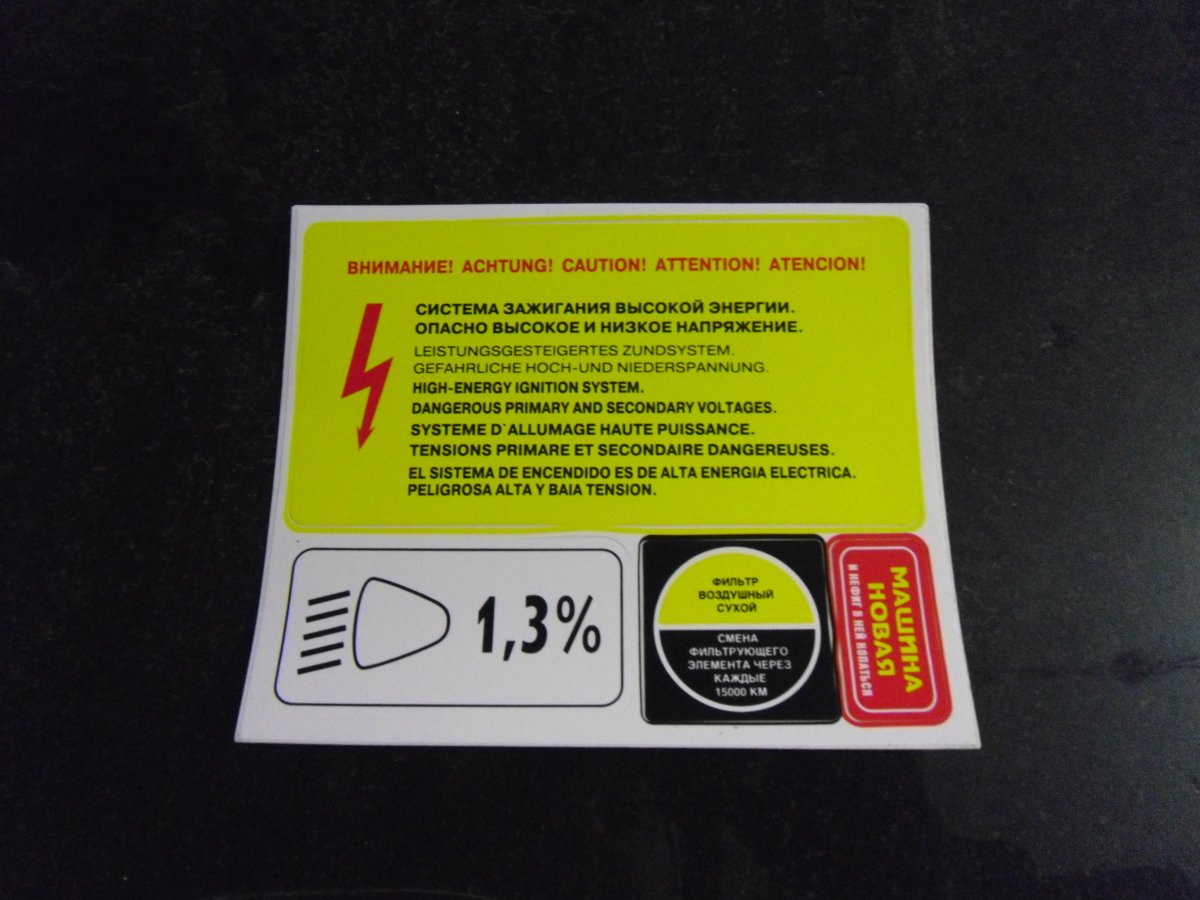 ВНИМАНИЕ! ACHTUNG! CAUTION! ATTENTION! ATENCION!
СИСТЕМА ЗАЖИГАНИЯ ВЫСОКОЙ ЭНЕРГИИ.
ОПАСНО ВЫСОКОЕ И НИЗКОЕ НАПРЯЖЕНИЕ.
LEISTUNGSGESTEIGERTES ZUNDSYSTEM.
GEFAHRLICHE HOCH-UND NIEDERSPANNUNG.
HIGH-ENERGY IGNITION SYSTEM.
DANGEROUS PRIMARY AND SECONDARY VOLTAGES.
SYSTEME D'ALLUMAGE HAUTE PUISSANCE.
TENSIONS PRIMARE ET SECONDAIRE DANGEREUSES.
EL SISTEMA DE ENCENDIDO ES DE ALTA ENERGIA ELECTRICA.
PELIGROSA ALTA Y BAIA TENSION.
1,3%
ФИЛЬТР
ВОЗДУШНЫЙ
СУХОЙ
СМЕНА
ФИЛЬТРУЮЩЕГО
ЭЛЕМЕНТА ЧЕРЕЗ
КАЖДЫЕ
15000 КМ
МАШИНА
НОВАЯ
И НЕФИГ В НЕЙ КОПАТЬСЯ